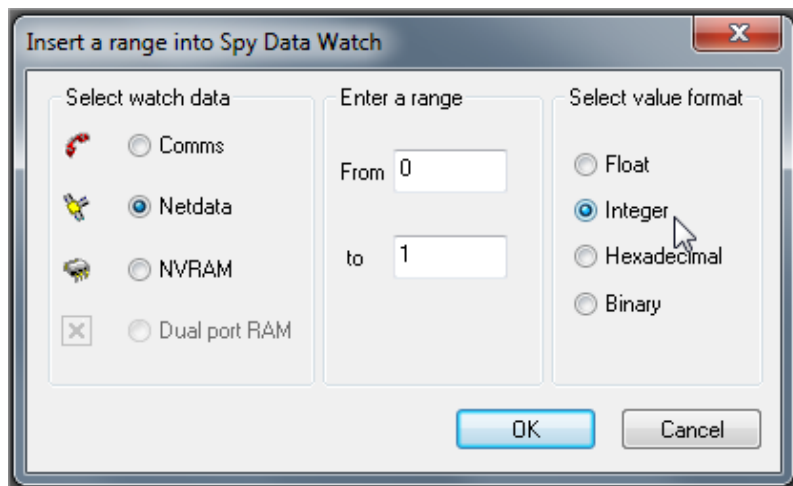 Insert a range into Spy Data Watch
Select watch data
Comms
Netdata
NVRAM
Dual port RAM
Enter a range
From 0
to 1
Select value format
Float
Integer
Hexadecimal
Binary
OK
Cancel